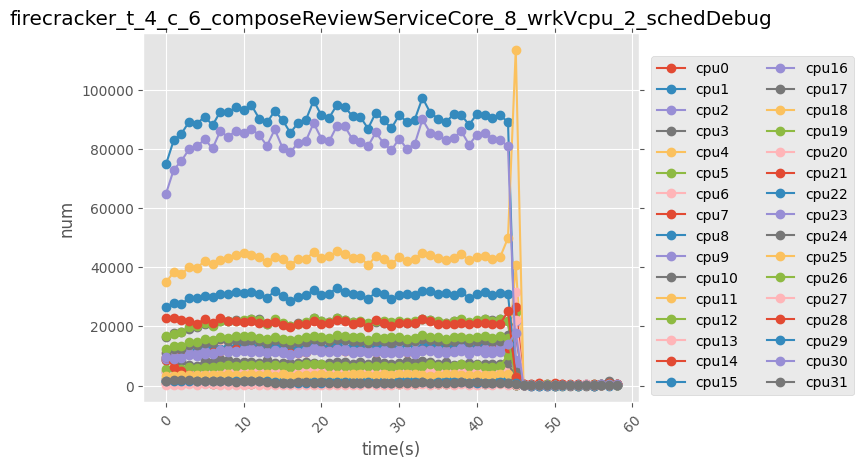 firecracker_t_4_c_6_composeReviewServiceCore_8_wrkVcpu_2_schedDebug
num
100000
80000
60000
40000
20000
0
0
10
20
30
40
50
60
time(s)
cpu0
cpu1
cpu2
cpu3
cpu4
cpu5
cpu6
cpu7
cpu8
cpu9
cpu10
cpu11
cpu12
cpu13
cpu14
cpu15
cpu16
cpu17
cpu18
cpu19
cpu20
cpu21
cpu22
cpu23
cpu24
cpu25
cpu26
cpu27
cpu28
cpu29
cpu30
cpu31